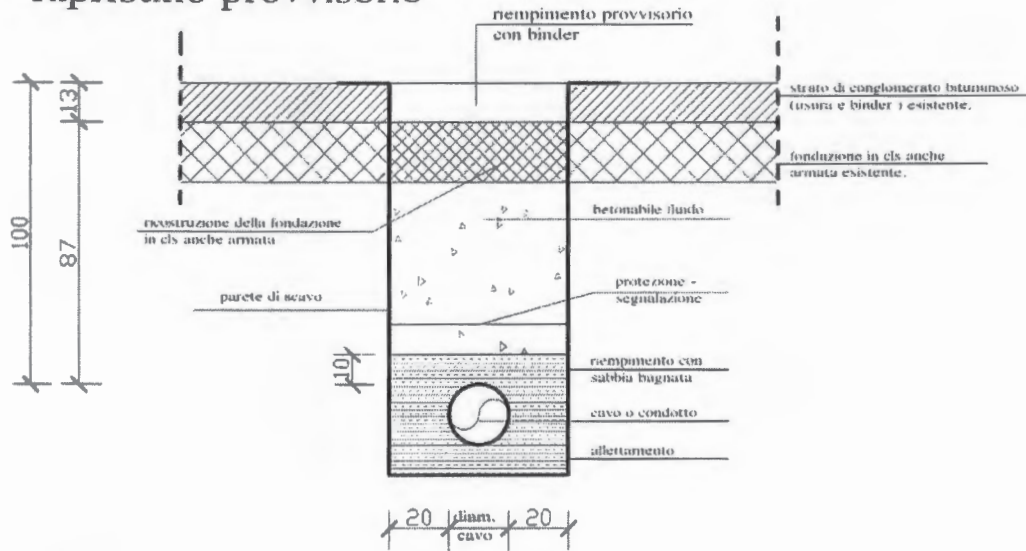 ripristino provvisorio
riempimento provvisorio
con binder
strato di conglomerato bituminoso
(usura e binder ) esistente.
fondazione in cls anche
armata esistente.
13
100
87
ricostruzione della fondazione
in cls anche armata
betonabile fluido
parete di scavo
protezione -
segnalazione
10
riempimento con
sabbia bagnata
cavo o condotto
allettamento
20 diam. 20
cavo